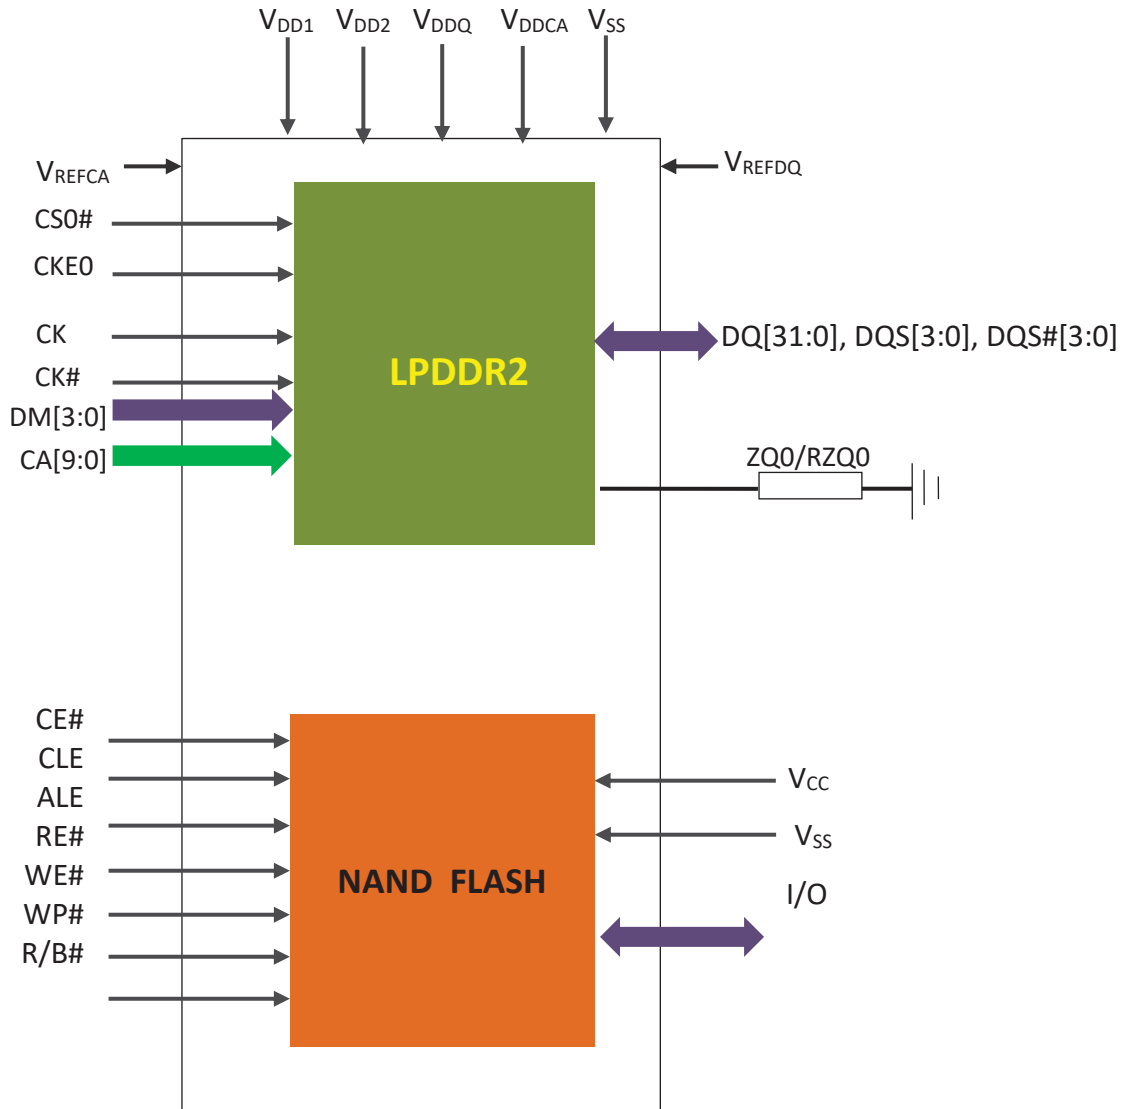 VDD1 VDD2 VDDQ VDDCA VSS
VREFCA
VREFDQ
CS0#
CKE0
CK
CK#
DM[3:0]
CA[9:0]
LPDDR2
DQ[31:0], DQS[3:0], DQS#[3:0]
ZQ0/RZQ0
CE#
CLE
ALE
RE#
WE#
WP#
R/B#
NAND FLASH
VCC
VSS
I/O